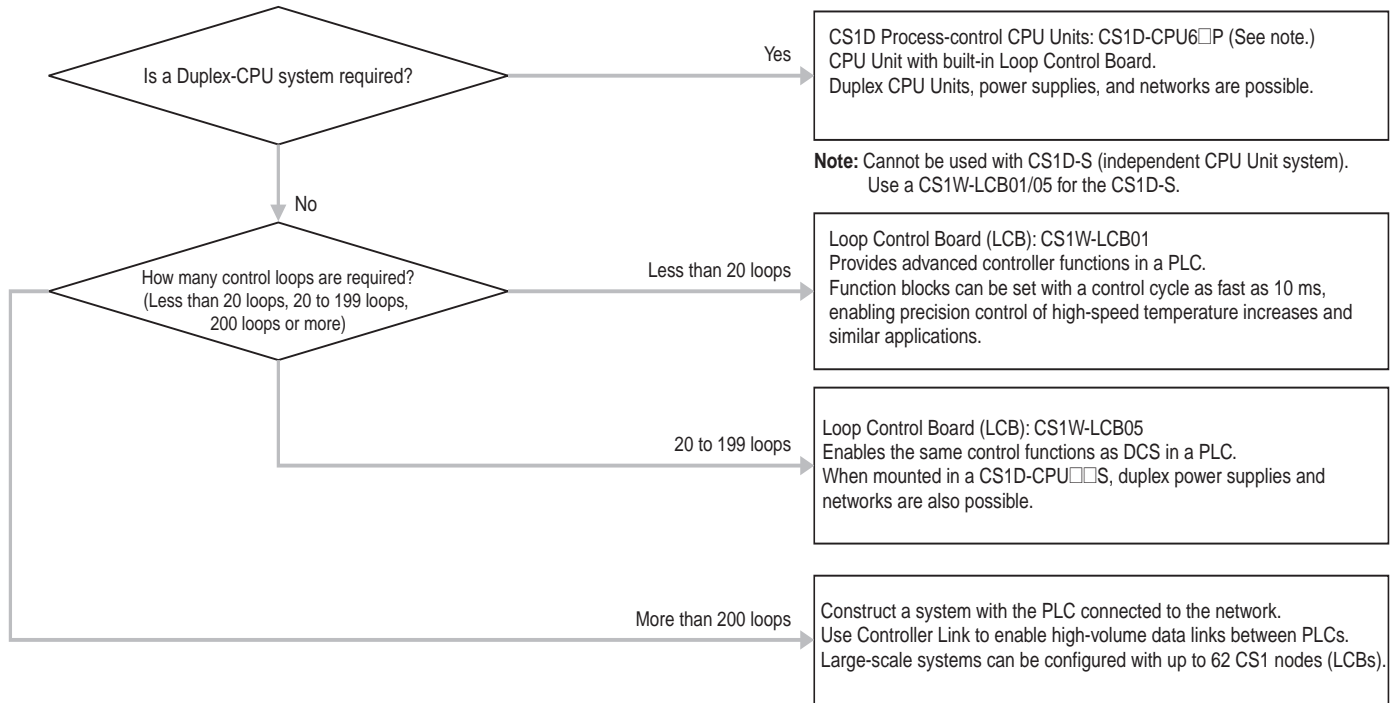 Is a Duplex-CPU system required?
Yes
CS1D Process-control CPU Units: CS1D-CPU6□P (See note.)
CPU Unit with built-in Loop Control Board.
Duplex CPU Units, power supplies, and networks are possible.
Note: Cannot be used with CS1D-S (independent CPU Unit system).
Use a CS1W-LCB01/05 for the CS1D-S.
No
How many control loops are required?
(Less than 20 loops, 20 to 199 loops,
200 loops or more)
Less than 20 loops
Loop Control Board (LCB): CS1W-LCB01
Provides advanced controller functions in a PLC.
Function blocks can be set with a control cycle as fast as 10 ms,
enabling precision control of high-speed temperature increases and
similar applications.
20 to 199 loops
Loop Control Board (LCB): CS1W-LCB05
Enables the same control functions as DCS in a PLC.
When mounted in a CS1D-CPU□□S, duplex power supplies and
networks are also possible.
More than 200 loops
Construct a system with the PLC connected to the network.
Use Controller Link to enable high-volume data links between PLCs.
Large-scale systems can be configured with up to 62 CS1 nodes (LCBs).